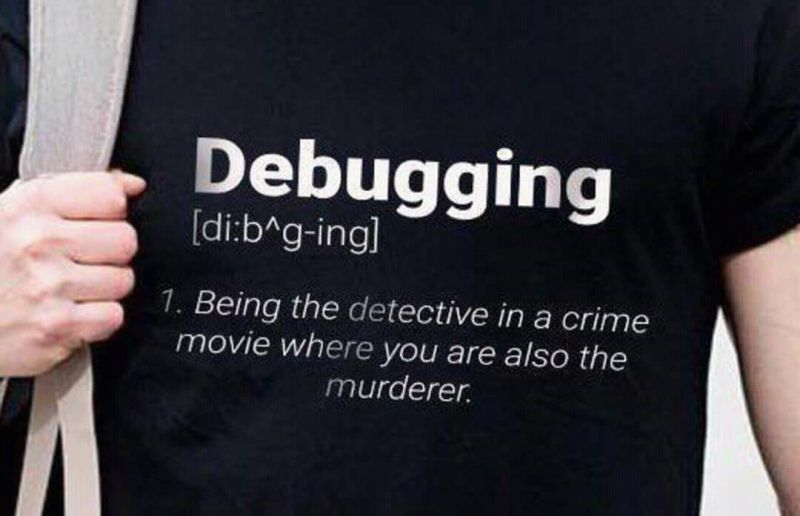 Debugging
[di:b^g-ing]
1. Being the detective in a crime
movie where you are also the
murderer.